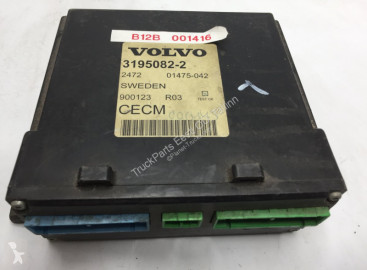 B12B 001416
VOLVO
3195082-2
2472 01475-042
SWEDEN
900123 R03
CECM